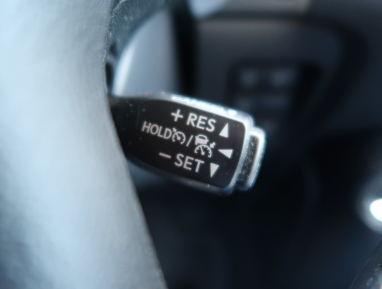 + RES ▲
HOLD / ◄
− SET ▼